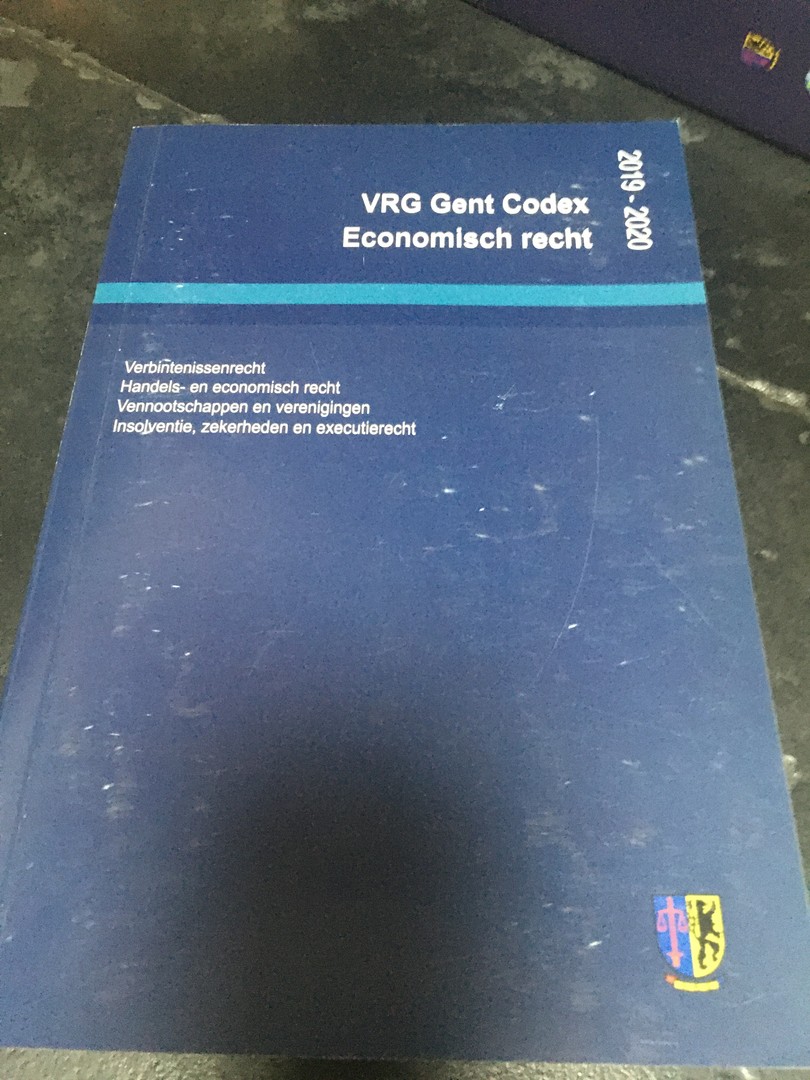 VRG Gent Codex
Economisch recht
2019 - 2020
Verbintenissenrecht
Handels- en economisch recht
Vennootschappen en verenigingen
Insolventie, zekerheden en executierecht